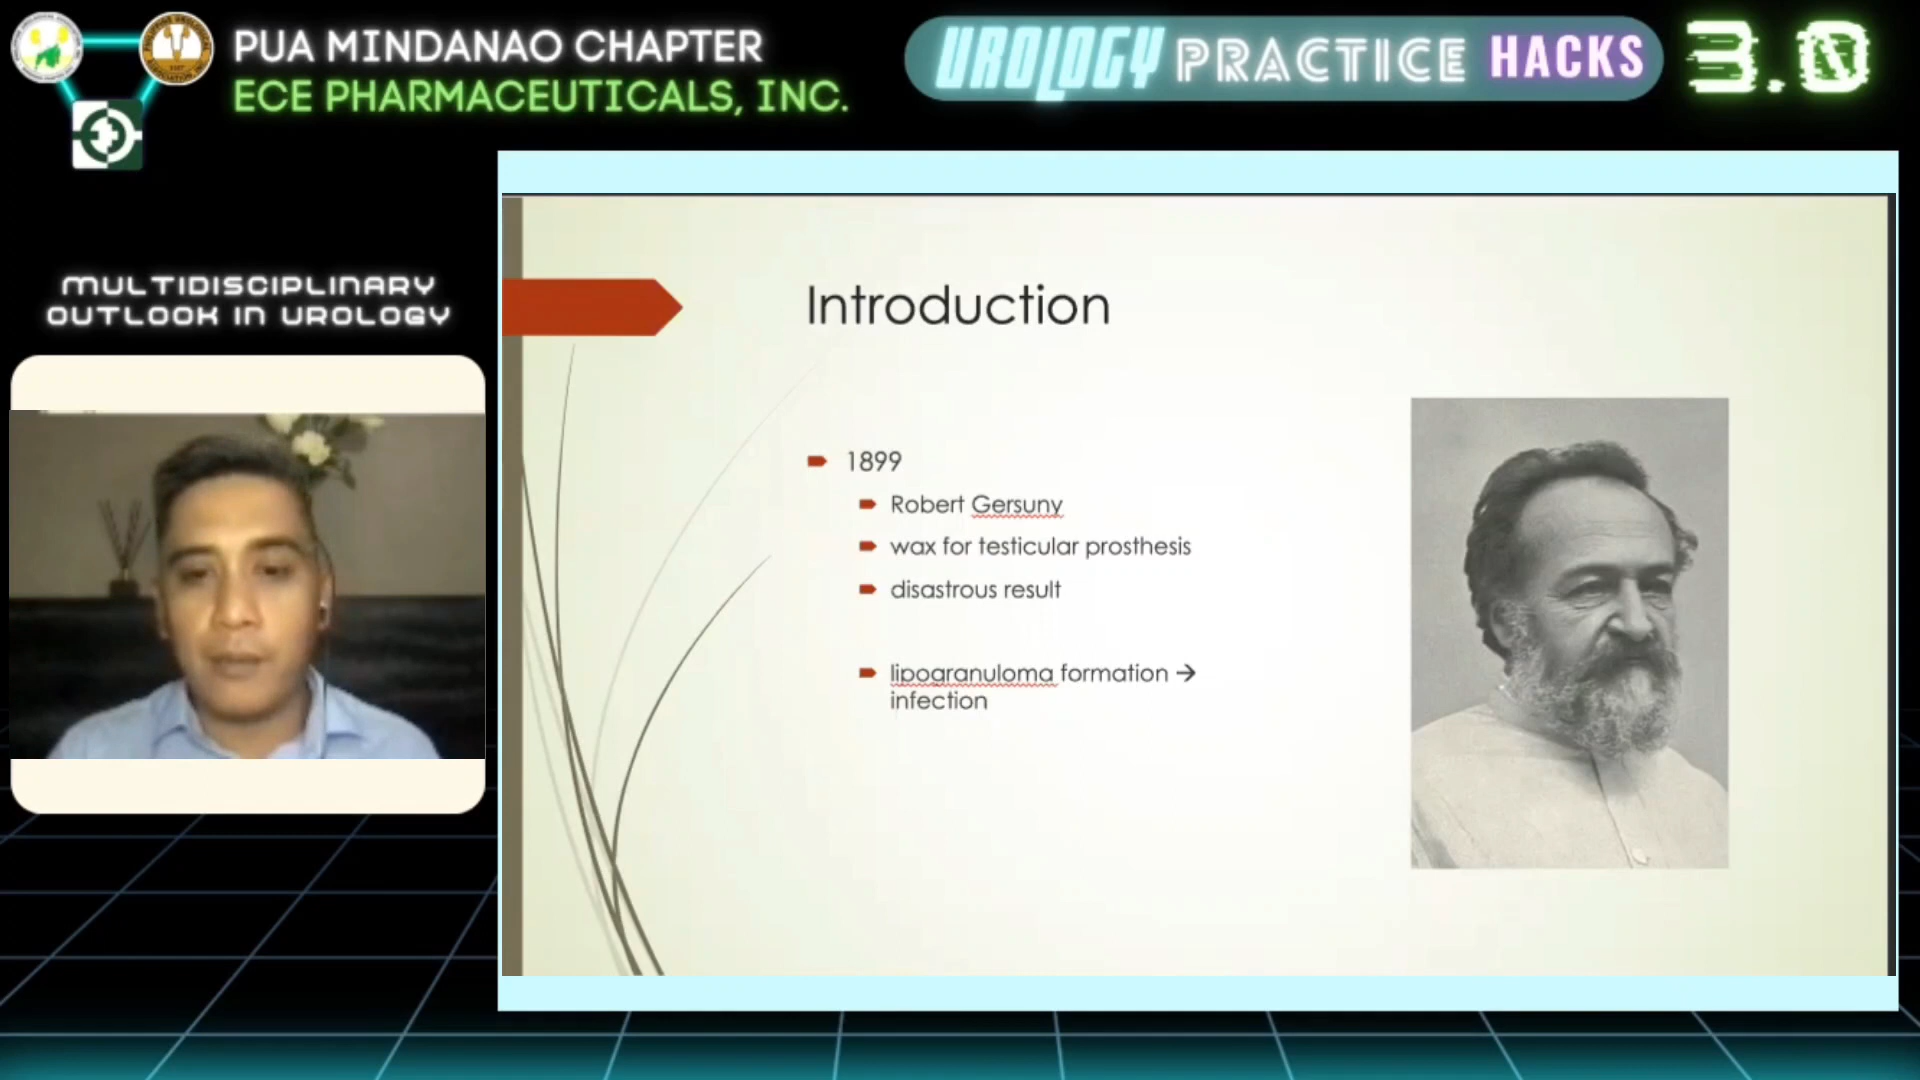 PUA MINDANAO CHAPTER
ECE PHARMACEUTICALS, INC.
UROLOGY PRACTICE HACKS 3.0
MULTIDISCIPLINARY
OUTLOOK IN UROLOGY
Introduction
1899
Robert Gersuny
wax for testicular prosthesis
disastrous result
lipogranuloma formation →
infection